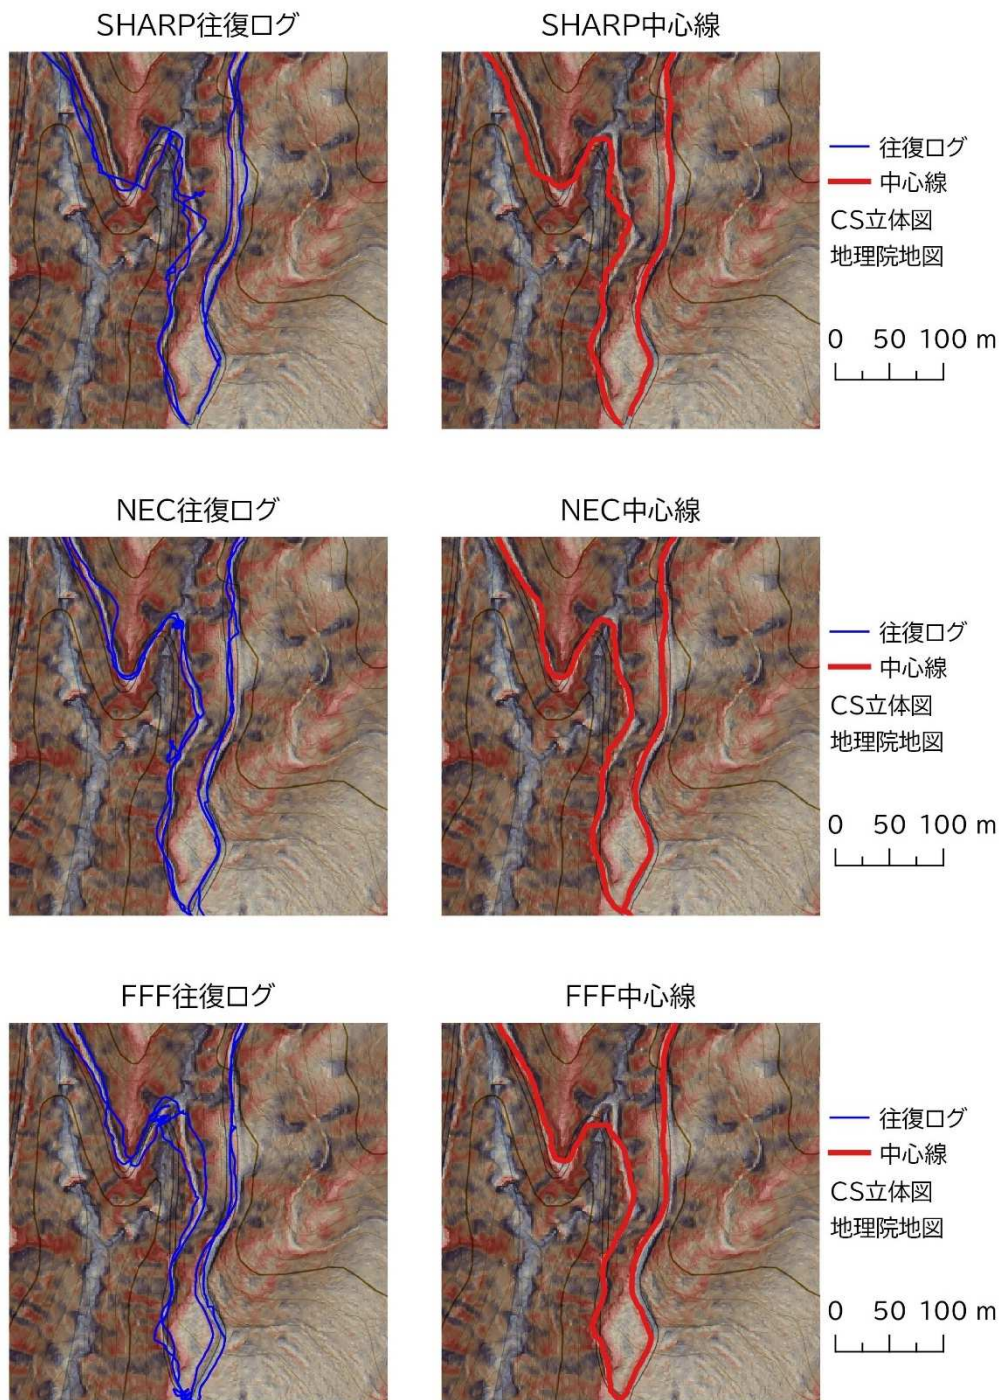 SHARP往復ログ
SHARP中心線
往復ログ
中心線
CS立体図
地理院地図
0 50 100 m
NEC往復ログ
NEC中心線
往復ログ
中心線
CS立体図
地理院地図
0 50 100 m
FFF往復ログ
FFF中心線
往復ログ
中心線
CS立体図
地理院地図
0 50 100 m